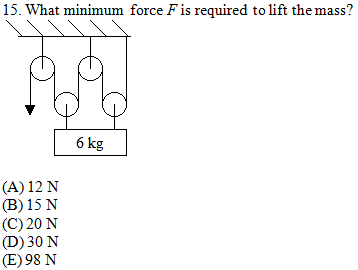 15. What minimum force F is required to lift the mass?
6 kg
(A) 12 N
(B) 15 N
(C) 20 N
(D) 30 N
(E) 98 N